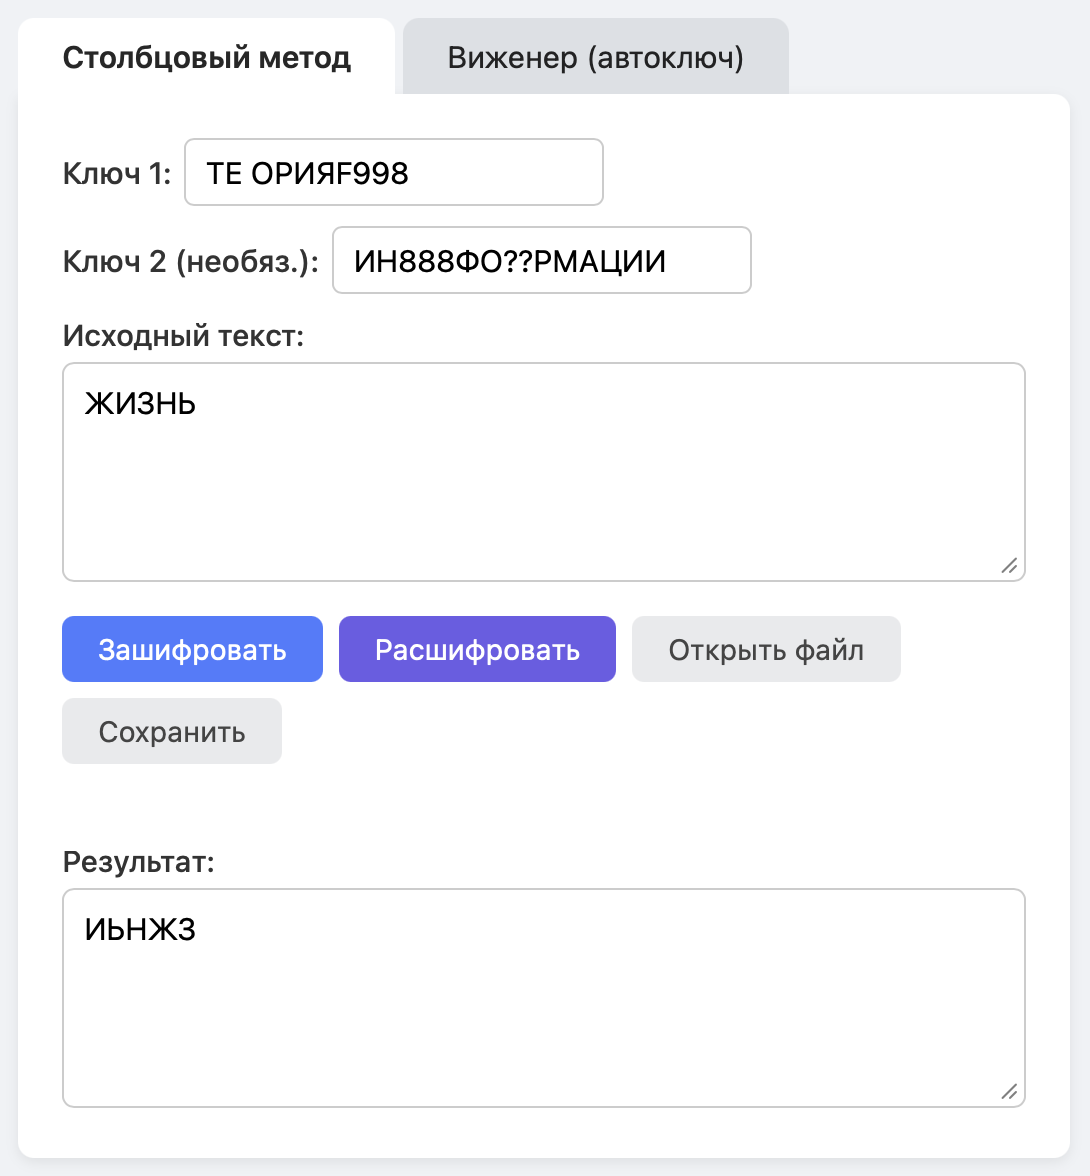 Столбцовый метод
Виженер (автоключ)
Ключ 1: ТЕ ОРИЯF998
Ключ 2 (необяз.): ИН888ФО??РМАЦИИ
Исходный текст:
ЖИЗНЬ
Зашифровать
Расшифровать
Открыть файл
Сохранить
Результат:
ИЬНЖЗ